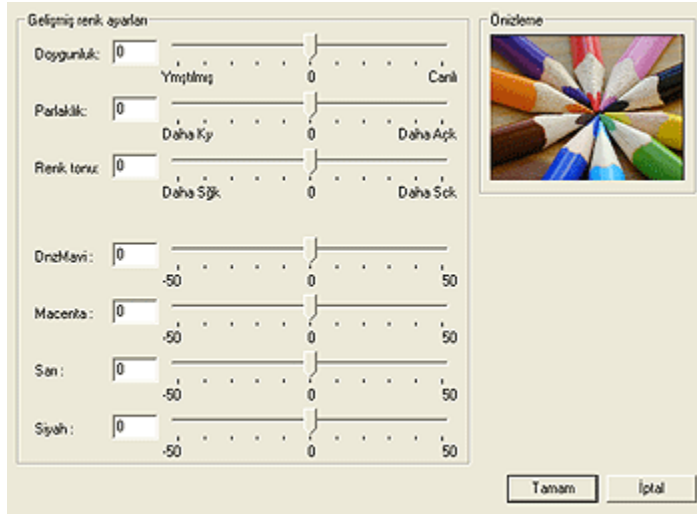 Gelişmiş renk ayarları
Önizleme
Doygunluk: 0
Ymştılmış 0 Canlı
Parlaklık: 0
Daha Ky 0 Daha Açk
Renk tonu: 0
Daha Sğk 0 Daha Sck
DnzMavi : 0
-50 0 50
Macenta : 0
-50 0 50
Sarı : 0
-50 0 50
Siyah : 0
-50 0 50
Tamam İptal